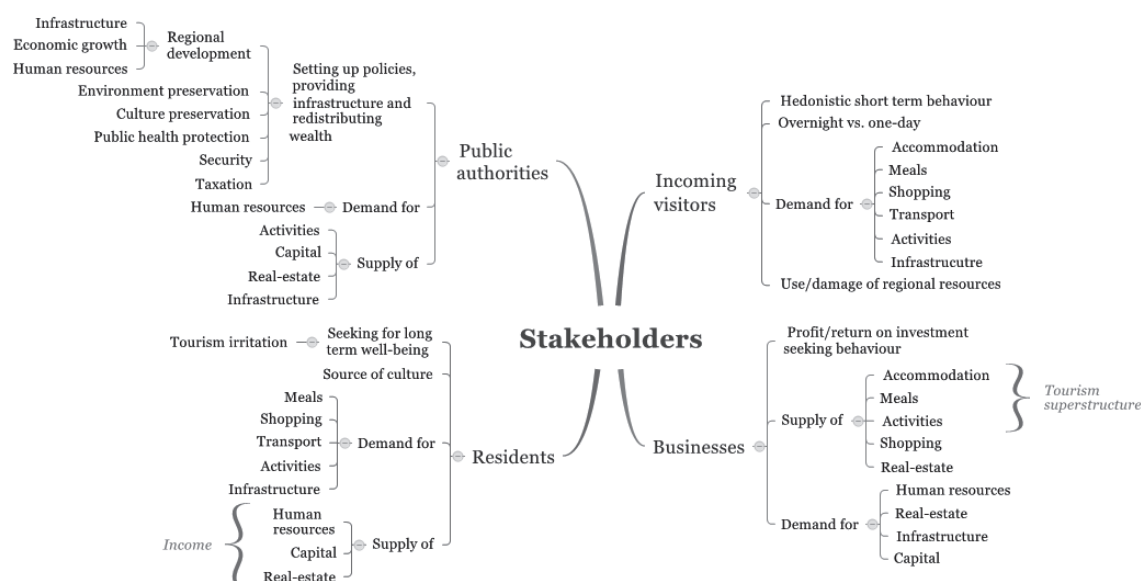 Stakeholders
Public
authorities
Setting up policies,
providing
infrastructure and
redistributing
wealth
Regional
development
Infrastructure
Economic growth
Human resources
Environment preservation
Culture preservation
Public health protection
Security
Taxation
Demand for
Human resources
Supply of
Activities
Capital
Real-estate
Infrastructure
Incoming
visitors
Hedonistic short term behaviour
Overnight vs. one-day
Demand for
Accommodation
Meals
Shopping
Transport
Activities
Infrastrucutre
Use/damage of regional resources
Residents
Seeking for long
term well-being
Tourism irritation
Source of culture
Demand for
Meals
Shopping
Transport
Activities
Infrastructure
Supply of
Human
resources
Capital
Real-estate
Income
Businesses
Profit/return on investment
seeking behaviour
Supply of
Accommodation
Meals
Activities
Shopping
Real-estate
Tourism
superstructure
Demand for
Human resources
Real-estate
Infrastructure
Capital